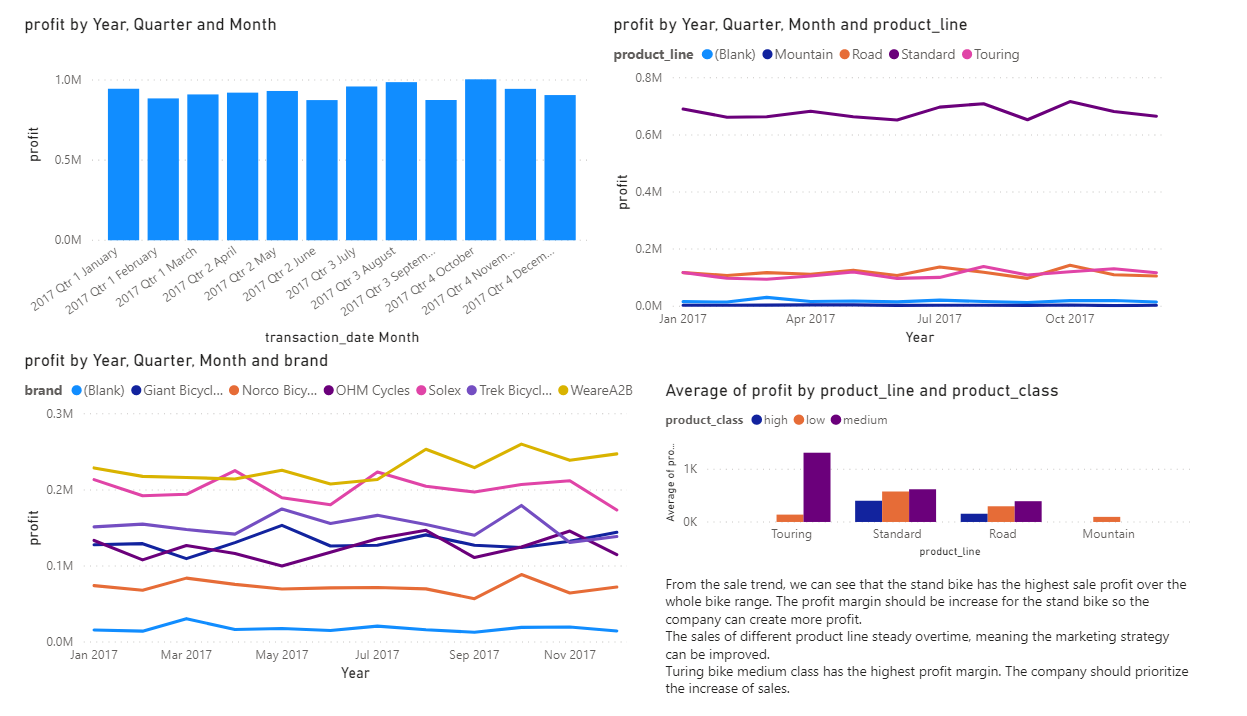 profit by Year, Quarter and Month
1.0M
0.5M
0.0M
profit
2017 Qtr 1 January
2017 Qtr 1 February
2017 Qtr 1 March
2017 Qtr 2 April
2017 Qtr 2 May
2017 Qtr 2 June
2017 Qtr 3 July
2017 Qtr 3 August
2017 Qtr 3 Septem...
2017 Qtr 4 October
2017 Qtr 4 Novem...
2017 Qtr 4 Decem...
transaction_date Month
profit by Year, Quarter, Month and product_line
product_line (Blank) Mountain Road Standard Touring
0.8M
0.6M
0.4M
0.2M
0.0M
profit
Jan 2017 Apr 2017 Jul 2017 Oct 2017
Year
profit by Year, Quarter, Month and brand
brand (Blank) Giant Bicycl... Norco Bicy... OHM Cycles Solex Trek Bicycl... WeareA2B
0.3M
0.2M
0.1M
0.0M
profit
Jan 2017 Mar 2017 May 2017 Jul 2017 Sep 2017 Nov 2017
Year
Average of profit by product_line and product_class
product_class high low medium
1K
0K
Average of pro...
Touring Standard Road Mountain
product_line
From the sale trend, we can see that the stand bike has the highest sale profit over the
whole bike range. The profit margin should be increase for the stand bike so the
company can create more profit.
The sales of different product line steady overtime, meaning the marketing strategy
can be improved.
Turing bike medium class has the highest profit margin. The company should prioritize
the increase of sales.